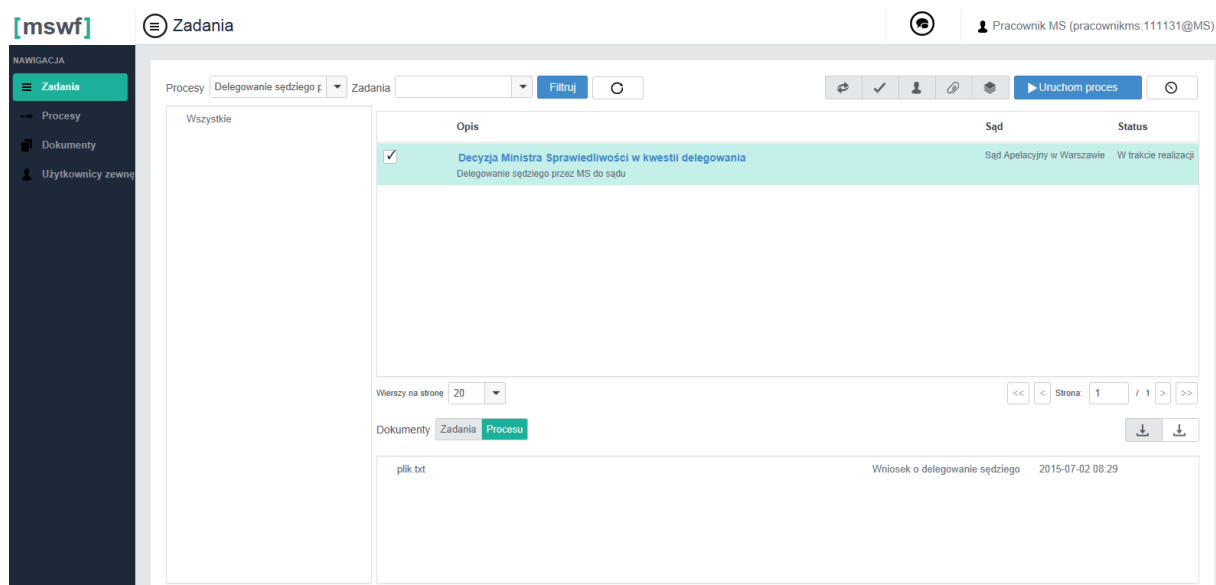 [mswf]
Zadania
Pracownik MS (pracownikms:111131@MS)
NAWIGACJA
Zadania
Procesy
Dokumenty
Użytkownicy zewnę
Procesy Delegowanie sędziego p Zadania Filtruj Uruchom proces
Wszystkie
Opis Sąd Status
Decyzja Ministra Sprawiedliwości w kwestii delegowania Sąd Apelacyjny w Warszawie W trakcie realizacji
Delegowanie sędziego przez MS do sądu
Wierszy na stronę 20 << < Strona: 1 / 1 > >>
Dokumenty Zadania Procesu
plik.txt Wniosek o delegowanie sędziego 2015-07-02 08:29